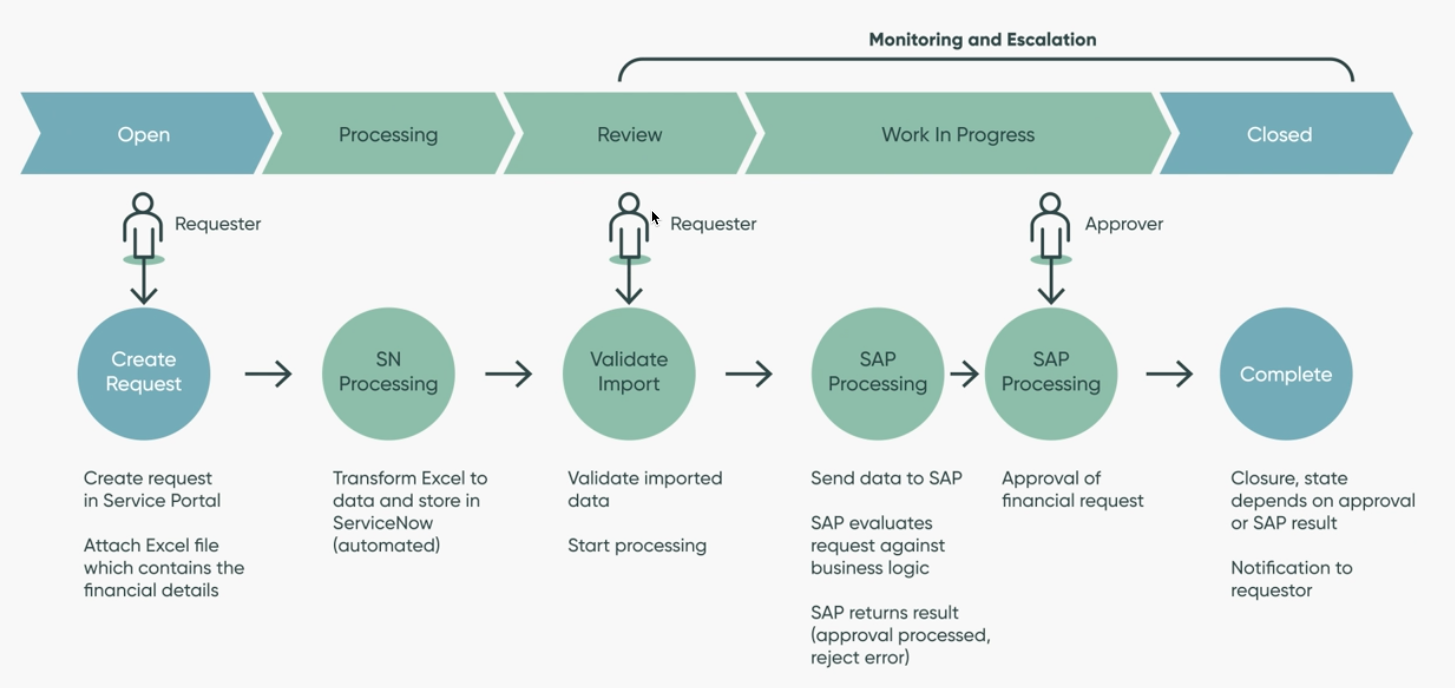 Monitoring and Escalation
Open
Processing
Review
Work In Progress
Closed
Requester
Requester
Approver
Create
Request
SN
Processing
Validate
Import
SAP
Processing
SAP
Processing
Complete
Create request
in Service Portal
Attach Excel file
which contains the
financial details
Transform Excel to
data and store in
ServiceNow
(automated)
Validate imported
data
Start processing
Send data to SAP
SAP evaluates
request against
business logic
SAP returns result
(approval processed,
reject error)
Approval of
financial request
Closure, state
depends on approval
or SAP result
Notification to
requestor